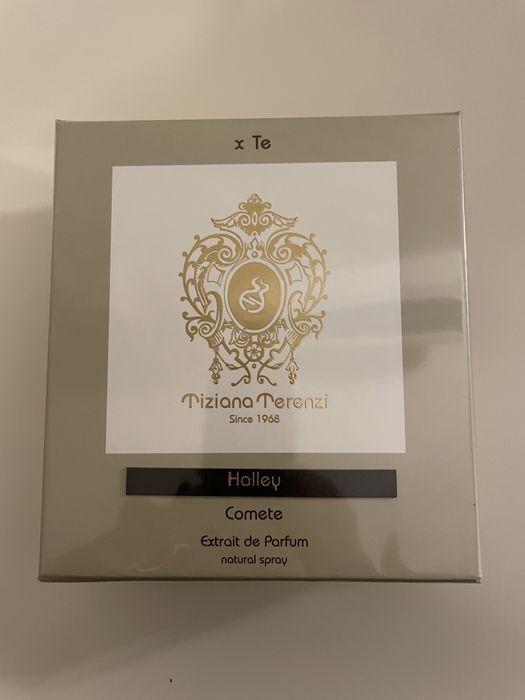 x Te
Tiziana Terenzi
Since 1968
Halley
Comete
Extrait de Parfum
natural spray